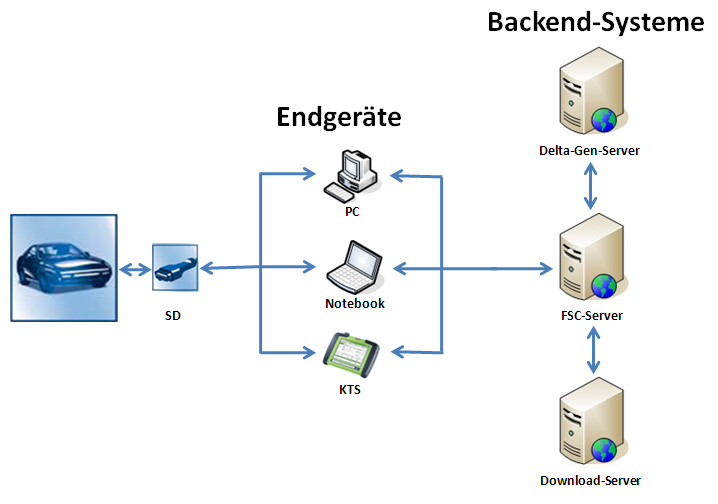 Backend-Systeme
Endgeräte
Delta-Gen-Server
PC
SD
Notebook
FSC-Server
KTS
Download-Server